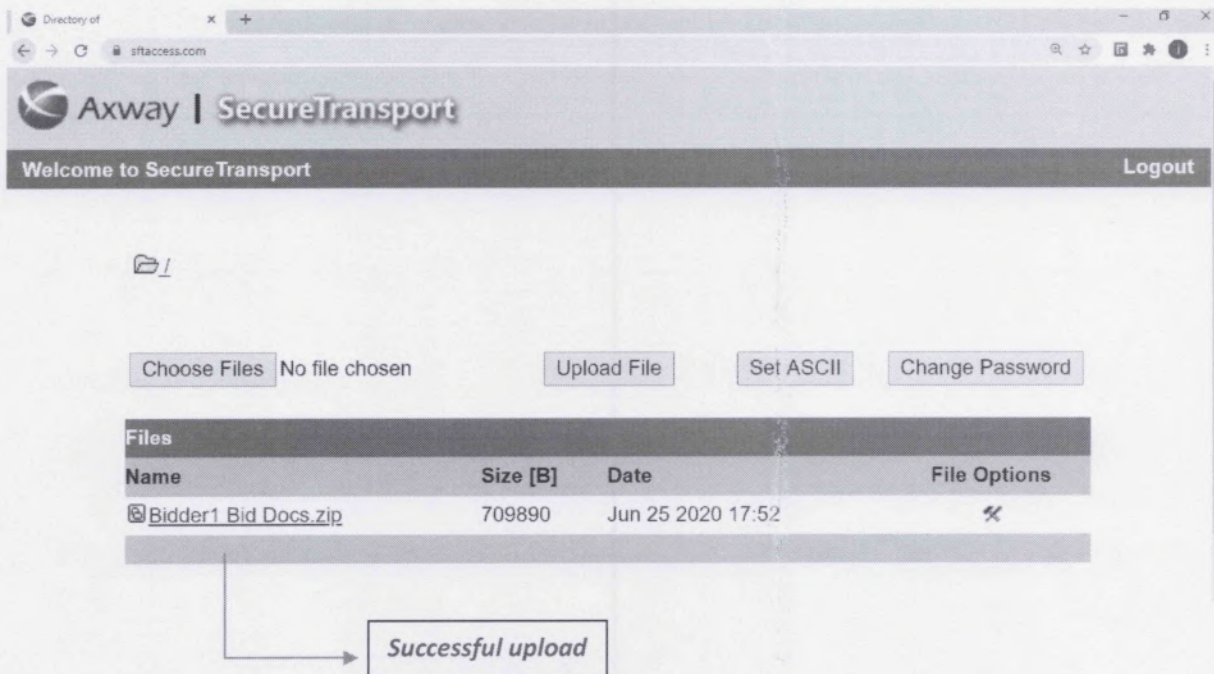 Directory of
sftaccess.com
Axway | SecureTransport
Welcome to SecureTransport Logout
/
Choose Files No file chosen Upload File Set ASCII Change Password
Files
Name Size [B] Date File Options
Bidder1 Bid Docs.zip 709890 Jun 25 2020 17:52
Successful upload